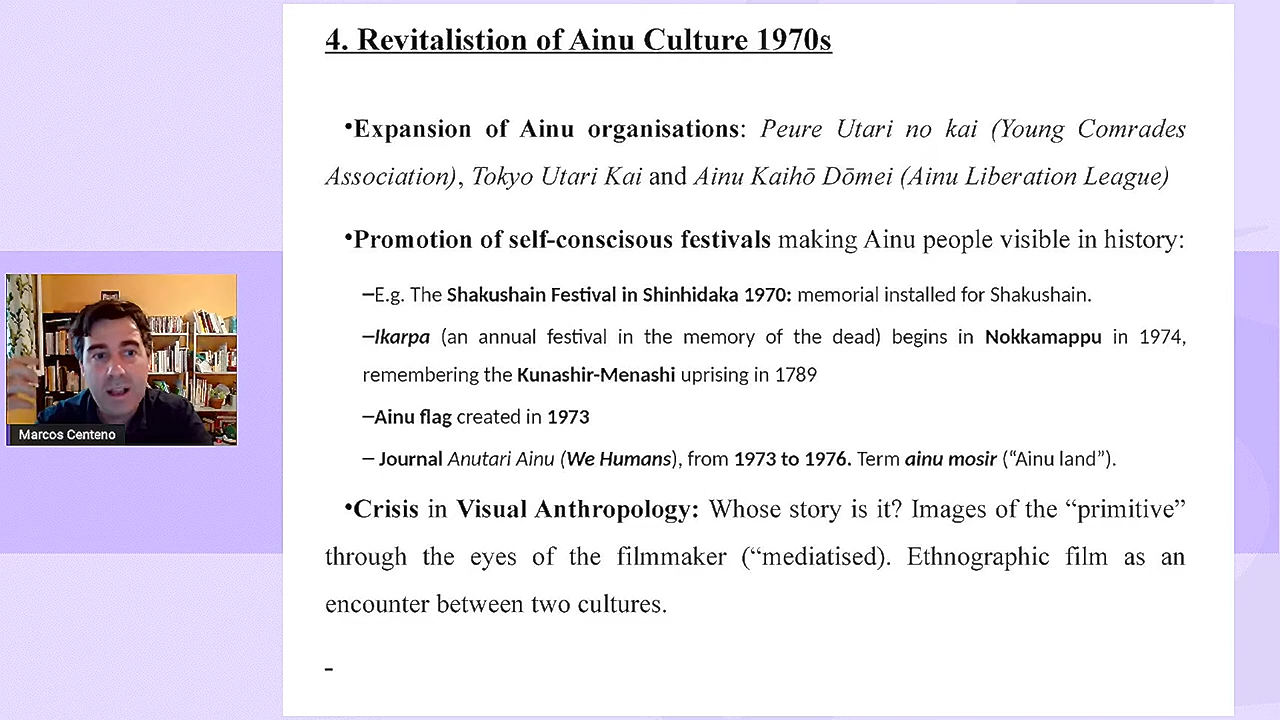 4. Revitalistion of Ainu Culture 1970s
•Expansion of Ainu organisations: Peure Utari no kai (Young Comrades
Association), Tokyo Utari Kai and Ainu Kaihō Dōmei (Ainu Liberation League)
•Promotion of self-conscisous festivals making Ainu people visible in history:
–E.g. The Shakushain Festival in Shinhidaka 1970: memorial installed for Shakushain.
–Ikarpa (an annual festival in the memory of the dead) begins in Nokkamappu in 1974,
remembering the Kunashir-Menashi uprising in 1789
–Ainu flag created in 1973
– Journal Anutari Ainu (We Humans), from 1973 to 1976. Term ainu mosir (“Ainu land”).
•Crisis in Visual Anthropology: Whose story is it? Images of the “primitive”
through the eyes of the filmmaker (“mediatised). Ethnographic film as an
encounter between two cultures.
–
Marcos Centeno